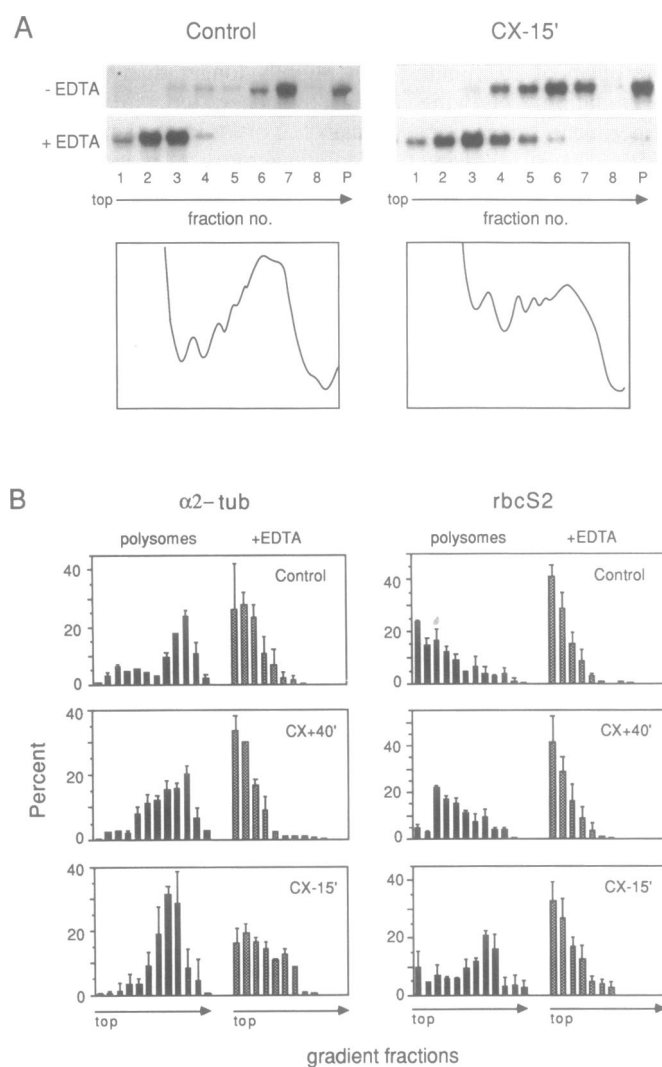 A
Control
CX-15'
- EDTA
+ EDTA
1 2 3 4 5 6 7 8 P
1 2 3 4 5 6 7 8 P
top
top
fraction no.
fraction no.
B
α2-tub
rbcS2
polysomes
+EDTA
polysomes
+EDTA
40
20
0
Control
40
20
0
Control
40
20
0
CX+40'
40
20
0
CX+40'
40
20
0
CX-15'
40
20
0
CX-15'
Percent
top
top
top
top
gradient fractions